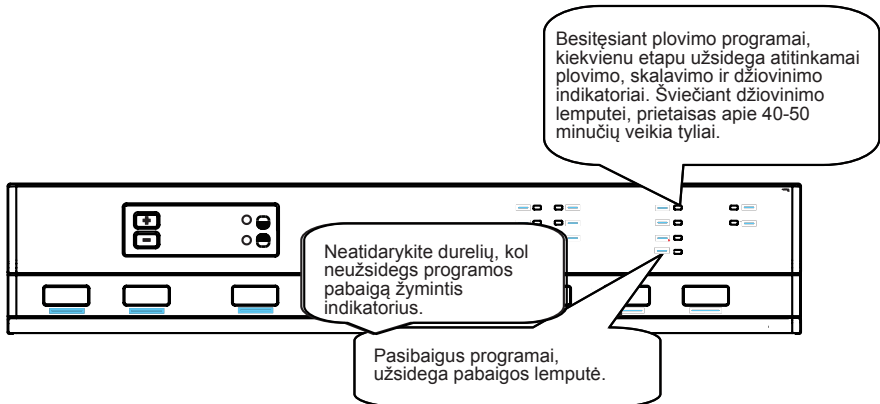 Besitęsiant plovimo programai,
kiekvienu etapu užsidega atitinkamai
plovimo, skalavimo ir džiovinimo
indikatoriai. Šviečiant džiovinimo
lemputei, prietaisas apie 40-50
minučių veikia tyliai.
Neatidarykite durelių, kol
neužsidegs programos
pabaigą žymintis
indikatorius.
Pasibaigus programai,
užsidega pabaigos lemputė.